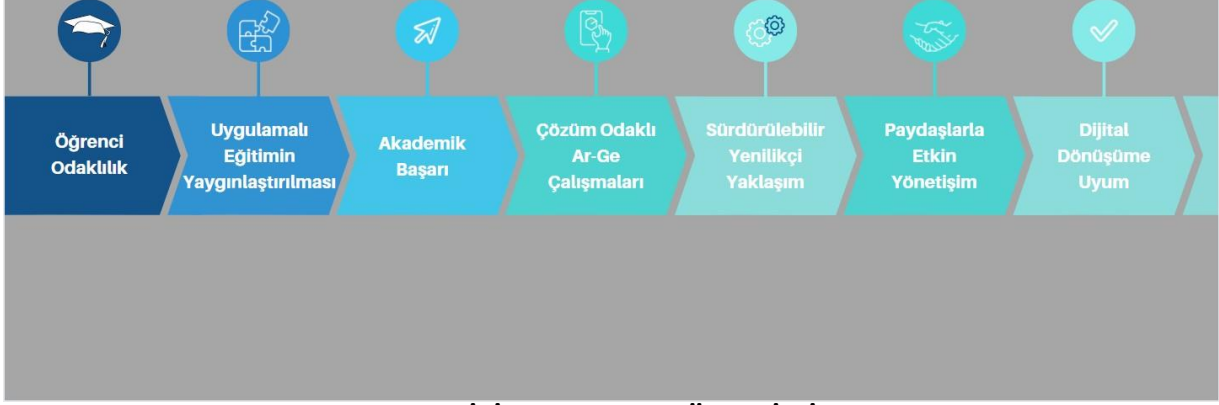 Öğrenci
Odaklılık
Uygulamalı
Eğitimin
Yaygınlaştırılması
Akademik
Başarı
Çözüm Odaklı
Ar-Ge
Çalışmaları
Sürdürülebilir
Yenilikçi
Yaklaşım
Paydaşlarla
Etkin
Yönetişim
Dijital
Dönüşüme
Uyum